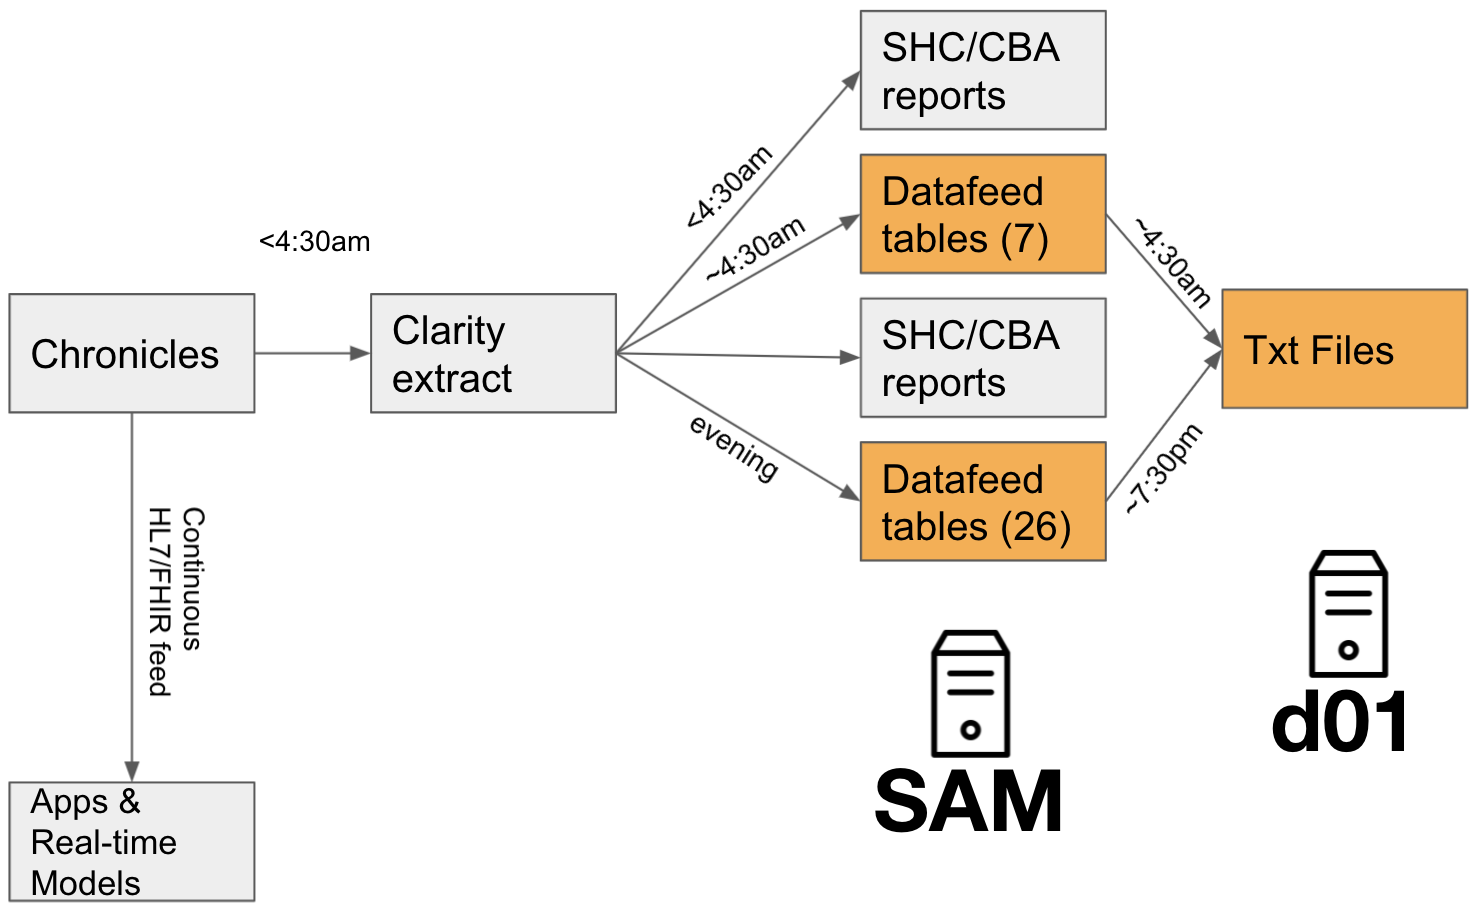 SHC/CBA
reports
<4:30am
Datafeed
tables (7)
~4:30am
~4:30am
<4:30am
Chronicles
Clarity
extract
SHC/CBA
reports
Txt Files
evening
Datafeed
tables (26)
~7:30pm
Continuous
HL7/FHIR feed
Apps &
Real-time
Models
SAM
d01